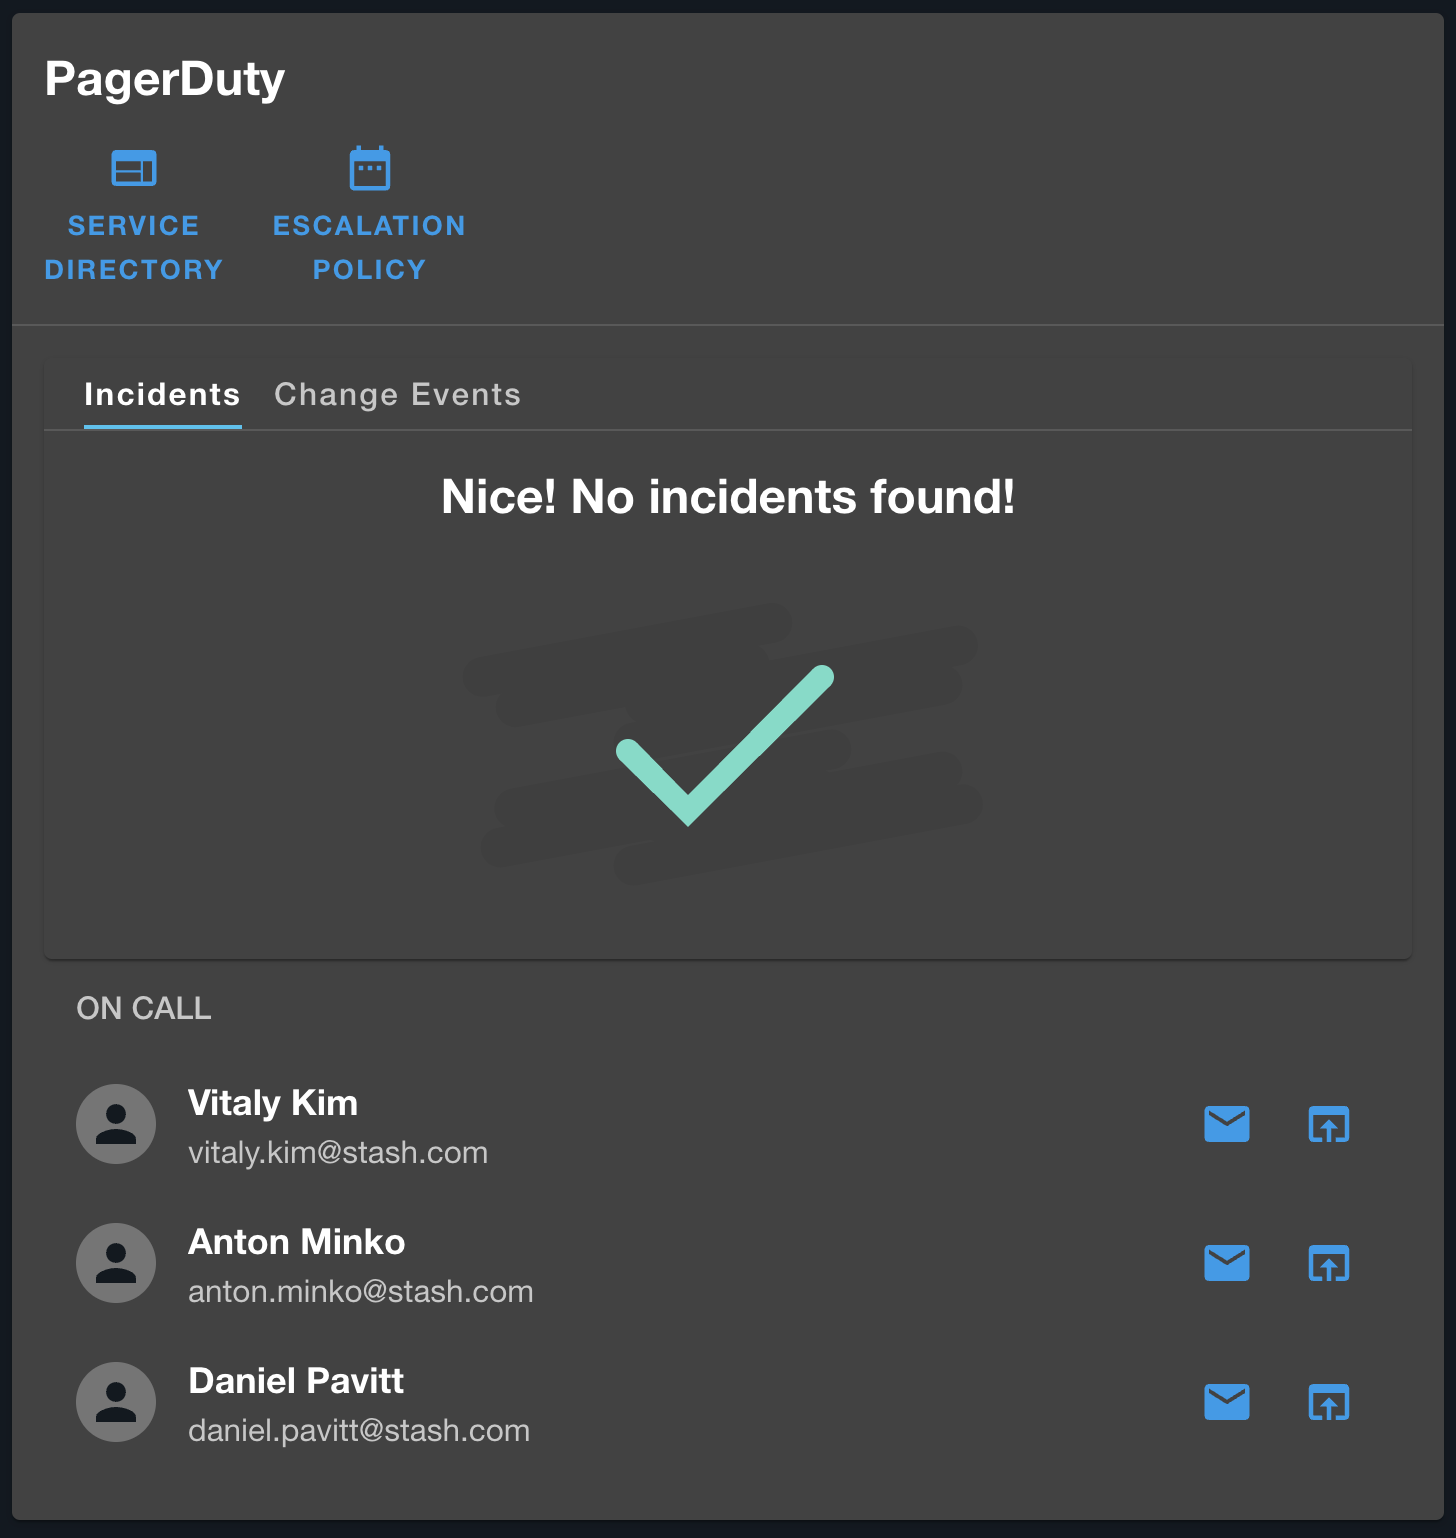 PagerDuty
SERVICE
DIRECTORY
ESCALATION
POLICY
Incidents
Change Events
Nice! No incidents found!
ON CALL
Vitaly Kim
vitaly.kim@stash.com
Anton Minko
anton.minko@stash.com
Daniel Pavitt
daniel.pavitt@stash.com